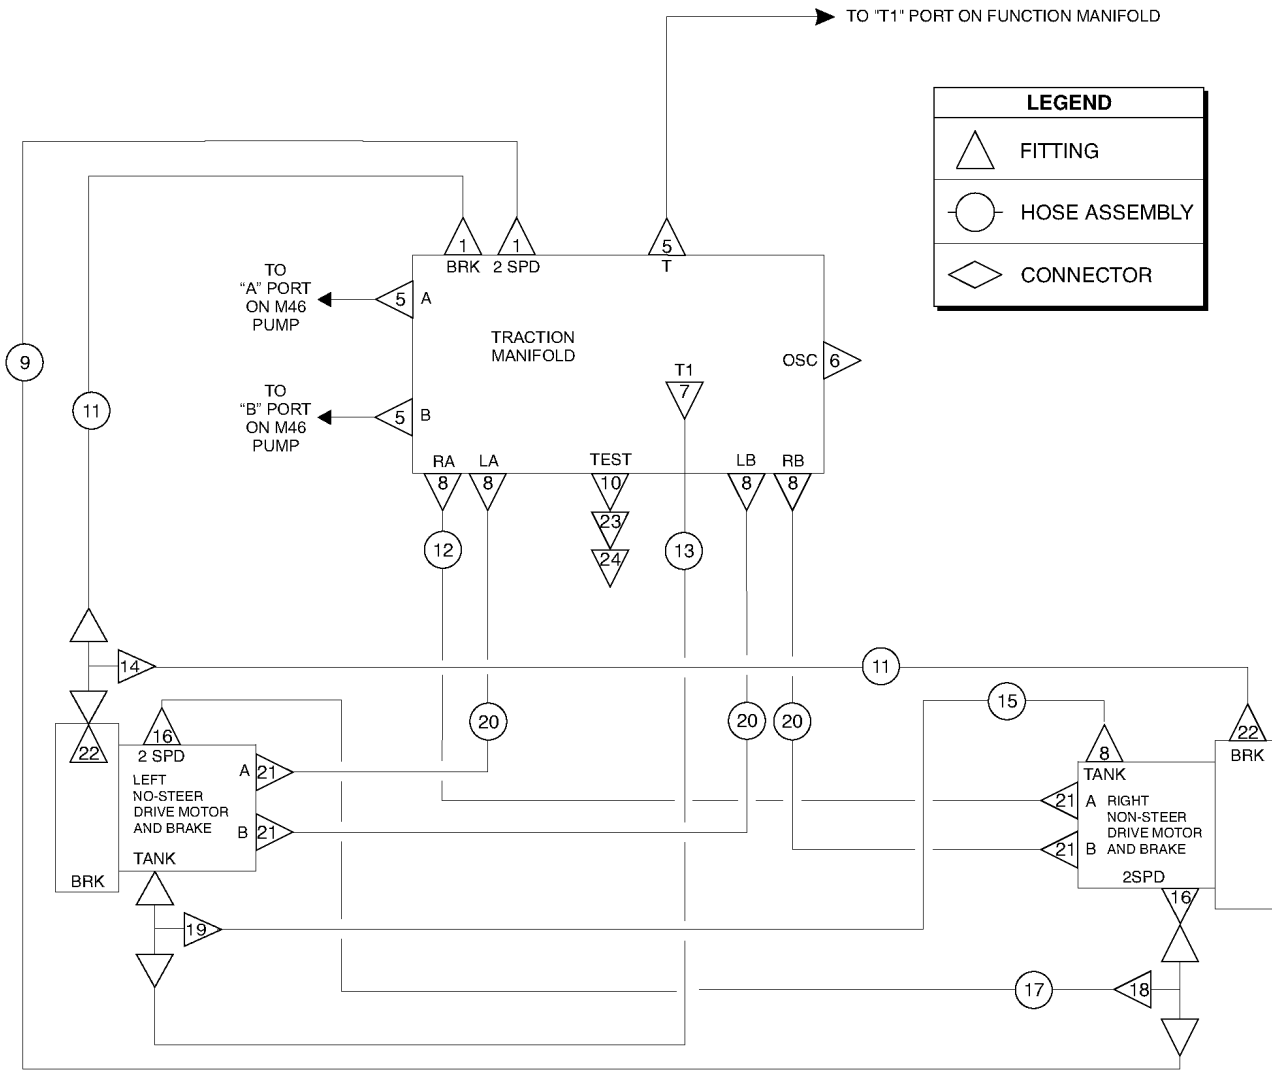 TO "T1" PORT ON FUNCTION MANIFOLD
LEGEND
FITTING
HOSE ASSEMBLY
CONNECTOR
1
1
5
BRK
2 SPD
T
TO
“A” PORT
ON M46
PUMP
5
A
TRACTION
MANIFOLD
OSC
6
9
T1
7
TO
“B” PORT
ON M46
PUMP
5
B
11
RA
LA
TEST
LB
RB
8
8
10
8
8
23
24
12
13
14
11
15
20
20
20
16
22
2 SPD
A
21
LEFT
NO-STEER
DRIVE MOTOR
AND BRAKE
B
21
TANK
BRK
8
TANK
22
BRK
21
A
RIGHT
NON-STEER
DRIVE MOTOR
AND BRAKE
21
B
2SPD
16
19
17
18